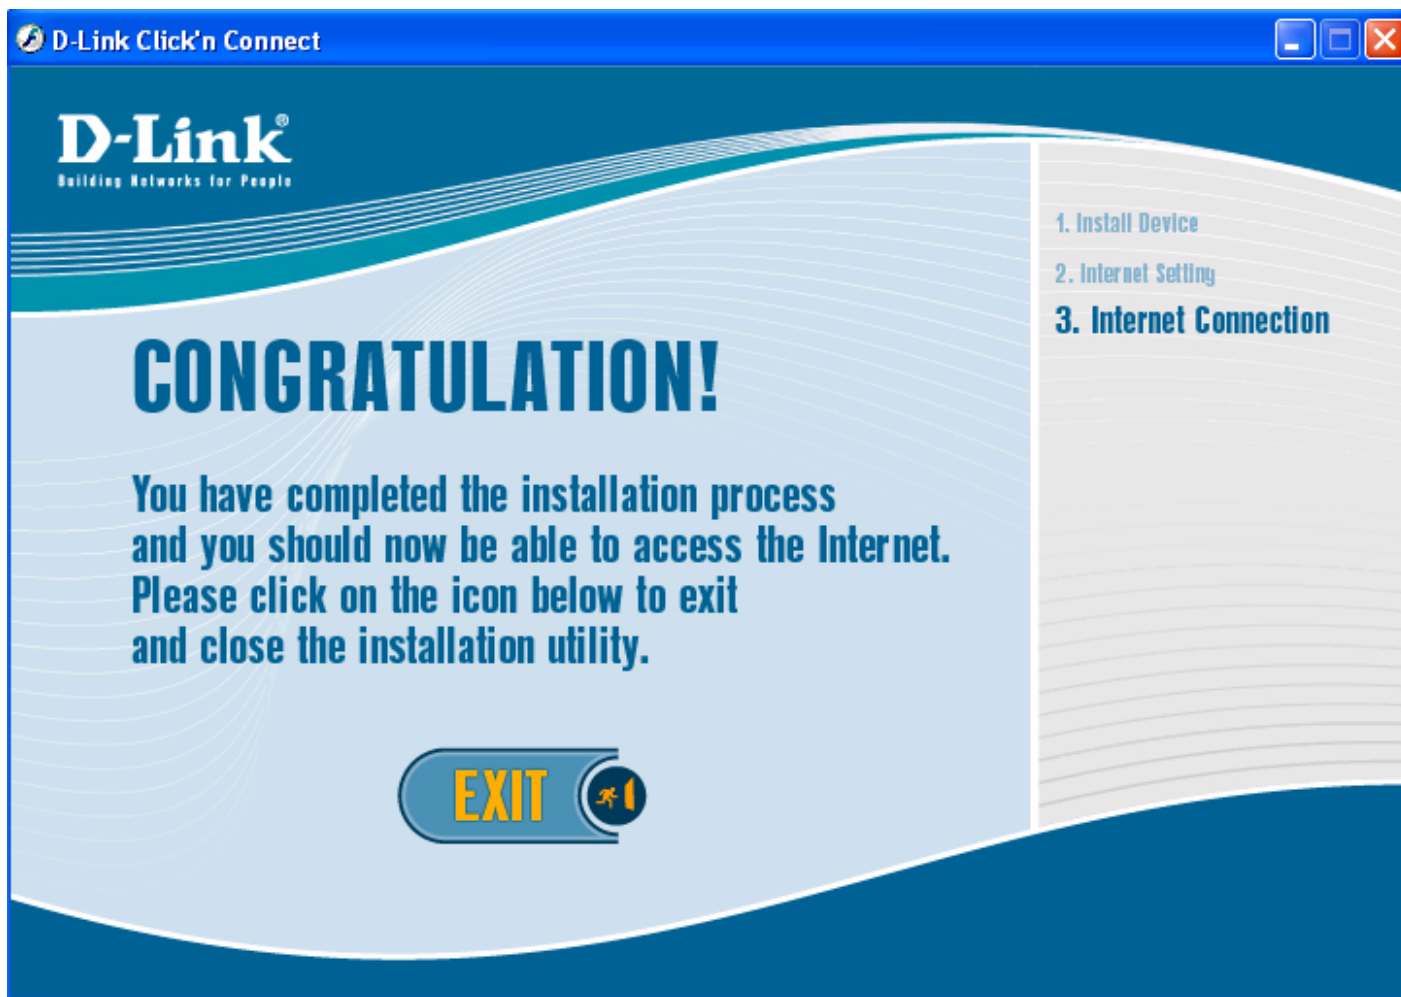 D-Link Click'n Connect
D-Link®
Building Networks for People
1. Install Device
2. Internet Setting
3. Internet Connection
CONGRATULATION!
You have completed the installation process
and you should now be able to access the Internet.
Please click on the icon below to exit
and close the installation utility.
EXIT